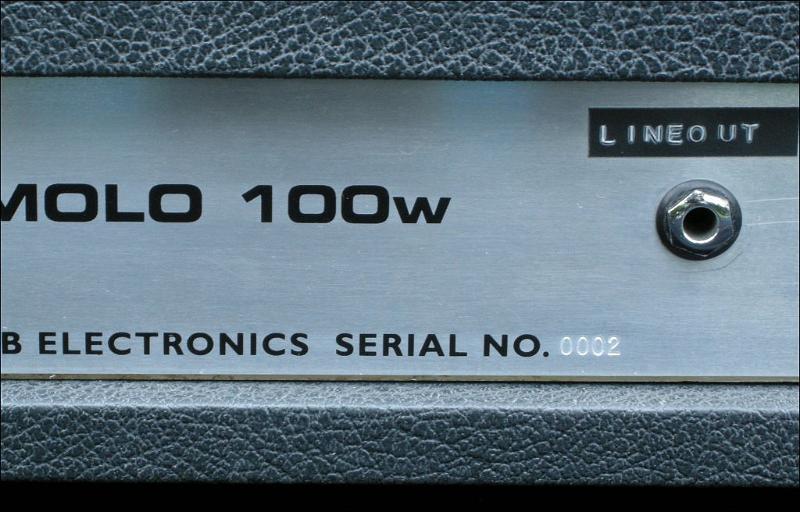 LINEOUT
MOLO 100w
B ELECTRONICS SERIAL NO. 0002